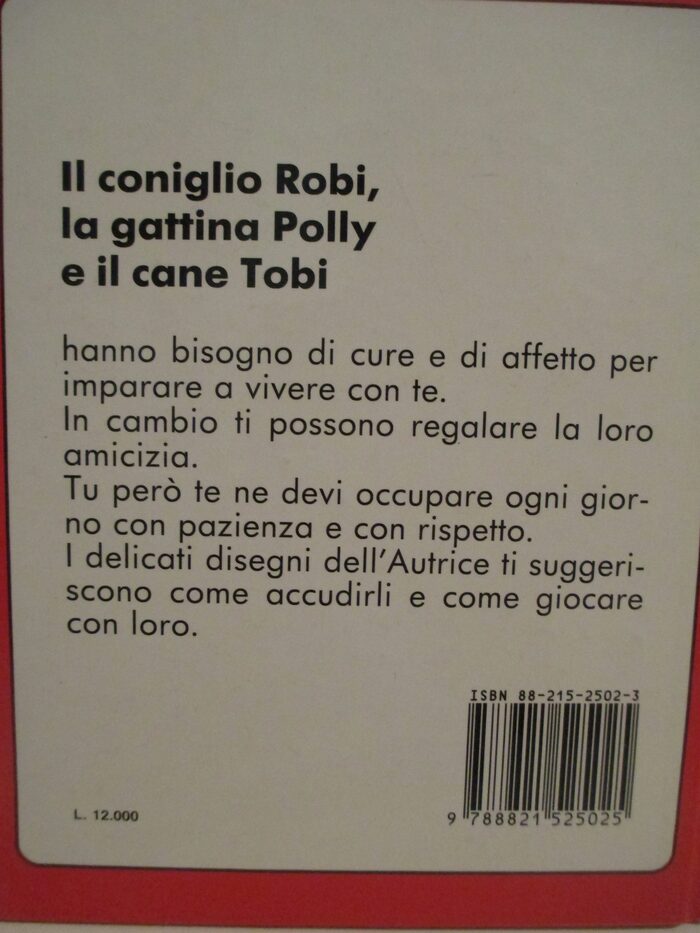 Il coniglio Robi,
la gattina Polly
e il cane Tobi
hanno bisogno di cure e di affetto per
imparare a vivere con te.
In cambio ti possono regalare la loro
amicizia.
Tu però te ne devi occupare ogni gior-
no con pazienza e con rispetto.
I delicati disegni dell'Autrice ti suggeri-
scono come accudirli e come giocare
con loro.
ISBN 88-215-2502-3
L. 12.000
9 788821 525025